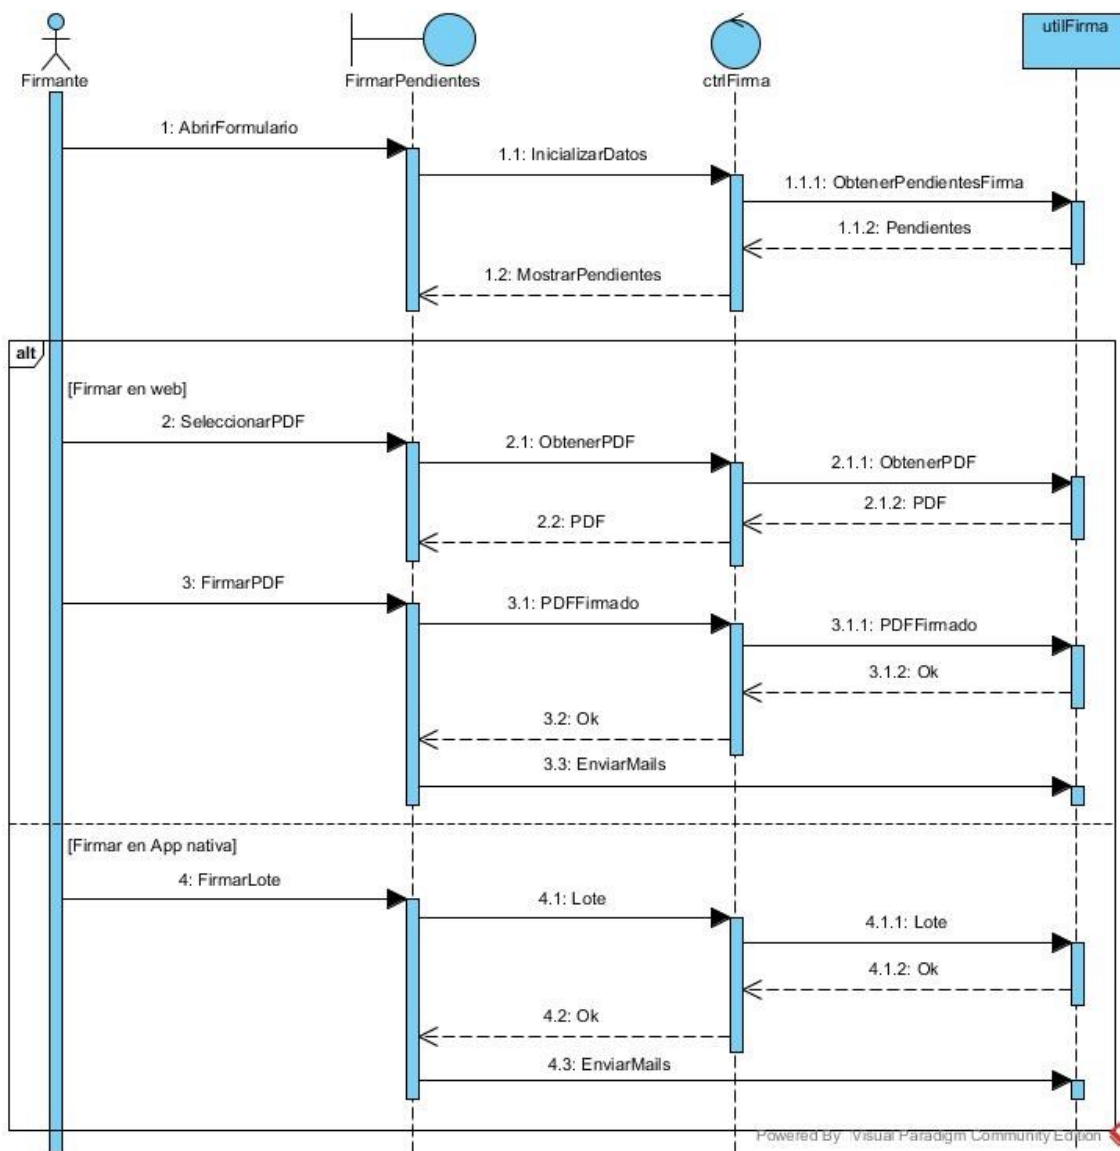 utilFirma
Firmante
FirmarPendientes
ctrlFirma
1: AbrirFormulario
1.1: InicializarDatos
1.1.1: ObtenerPendientesFirma
1.1.2: Pendientes
1.2: MostrarPendientes
alt
[Firmar en web]
2: SeleccionarPDF
2.1: ObtenerPDF
2.1.1: ObtenerPDF
2.1.2: PDF
2.2: PDF
3: FirmarPDF
3.1: PDFFirmado
3.1.1: PDFFirmado
3.1.2: Ok
3.2: Ok
3.3: EnviarMails
[Firmar en App nativa]
4: FirmarLote
4.1: Lote
4.1.1: Lote
4.1.2: Ok
4.2: Ok
4.3: EnviarMails
Powered By Visual Paradigm Community Edition